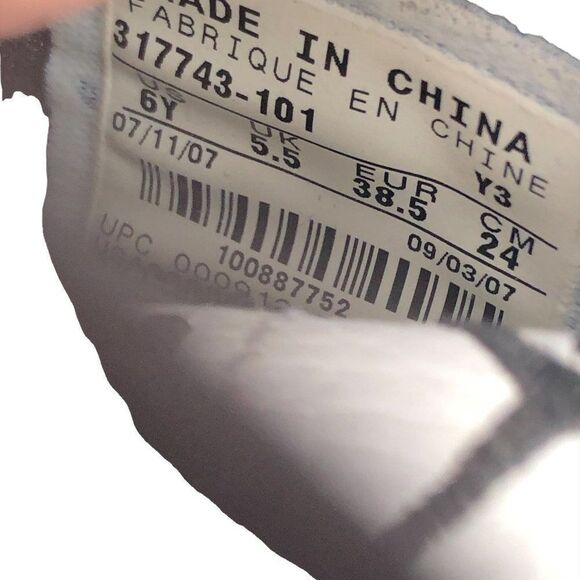 MADE IN CHINA
FABRIQUE EN CHINE
317743-101 Y3
US UK EUR CM
6Y 5.5 38.5 24
07/11/07 09/03/07
100887752
UPC